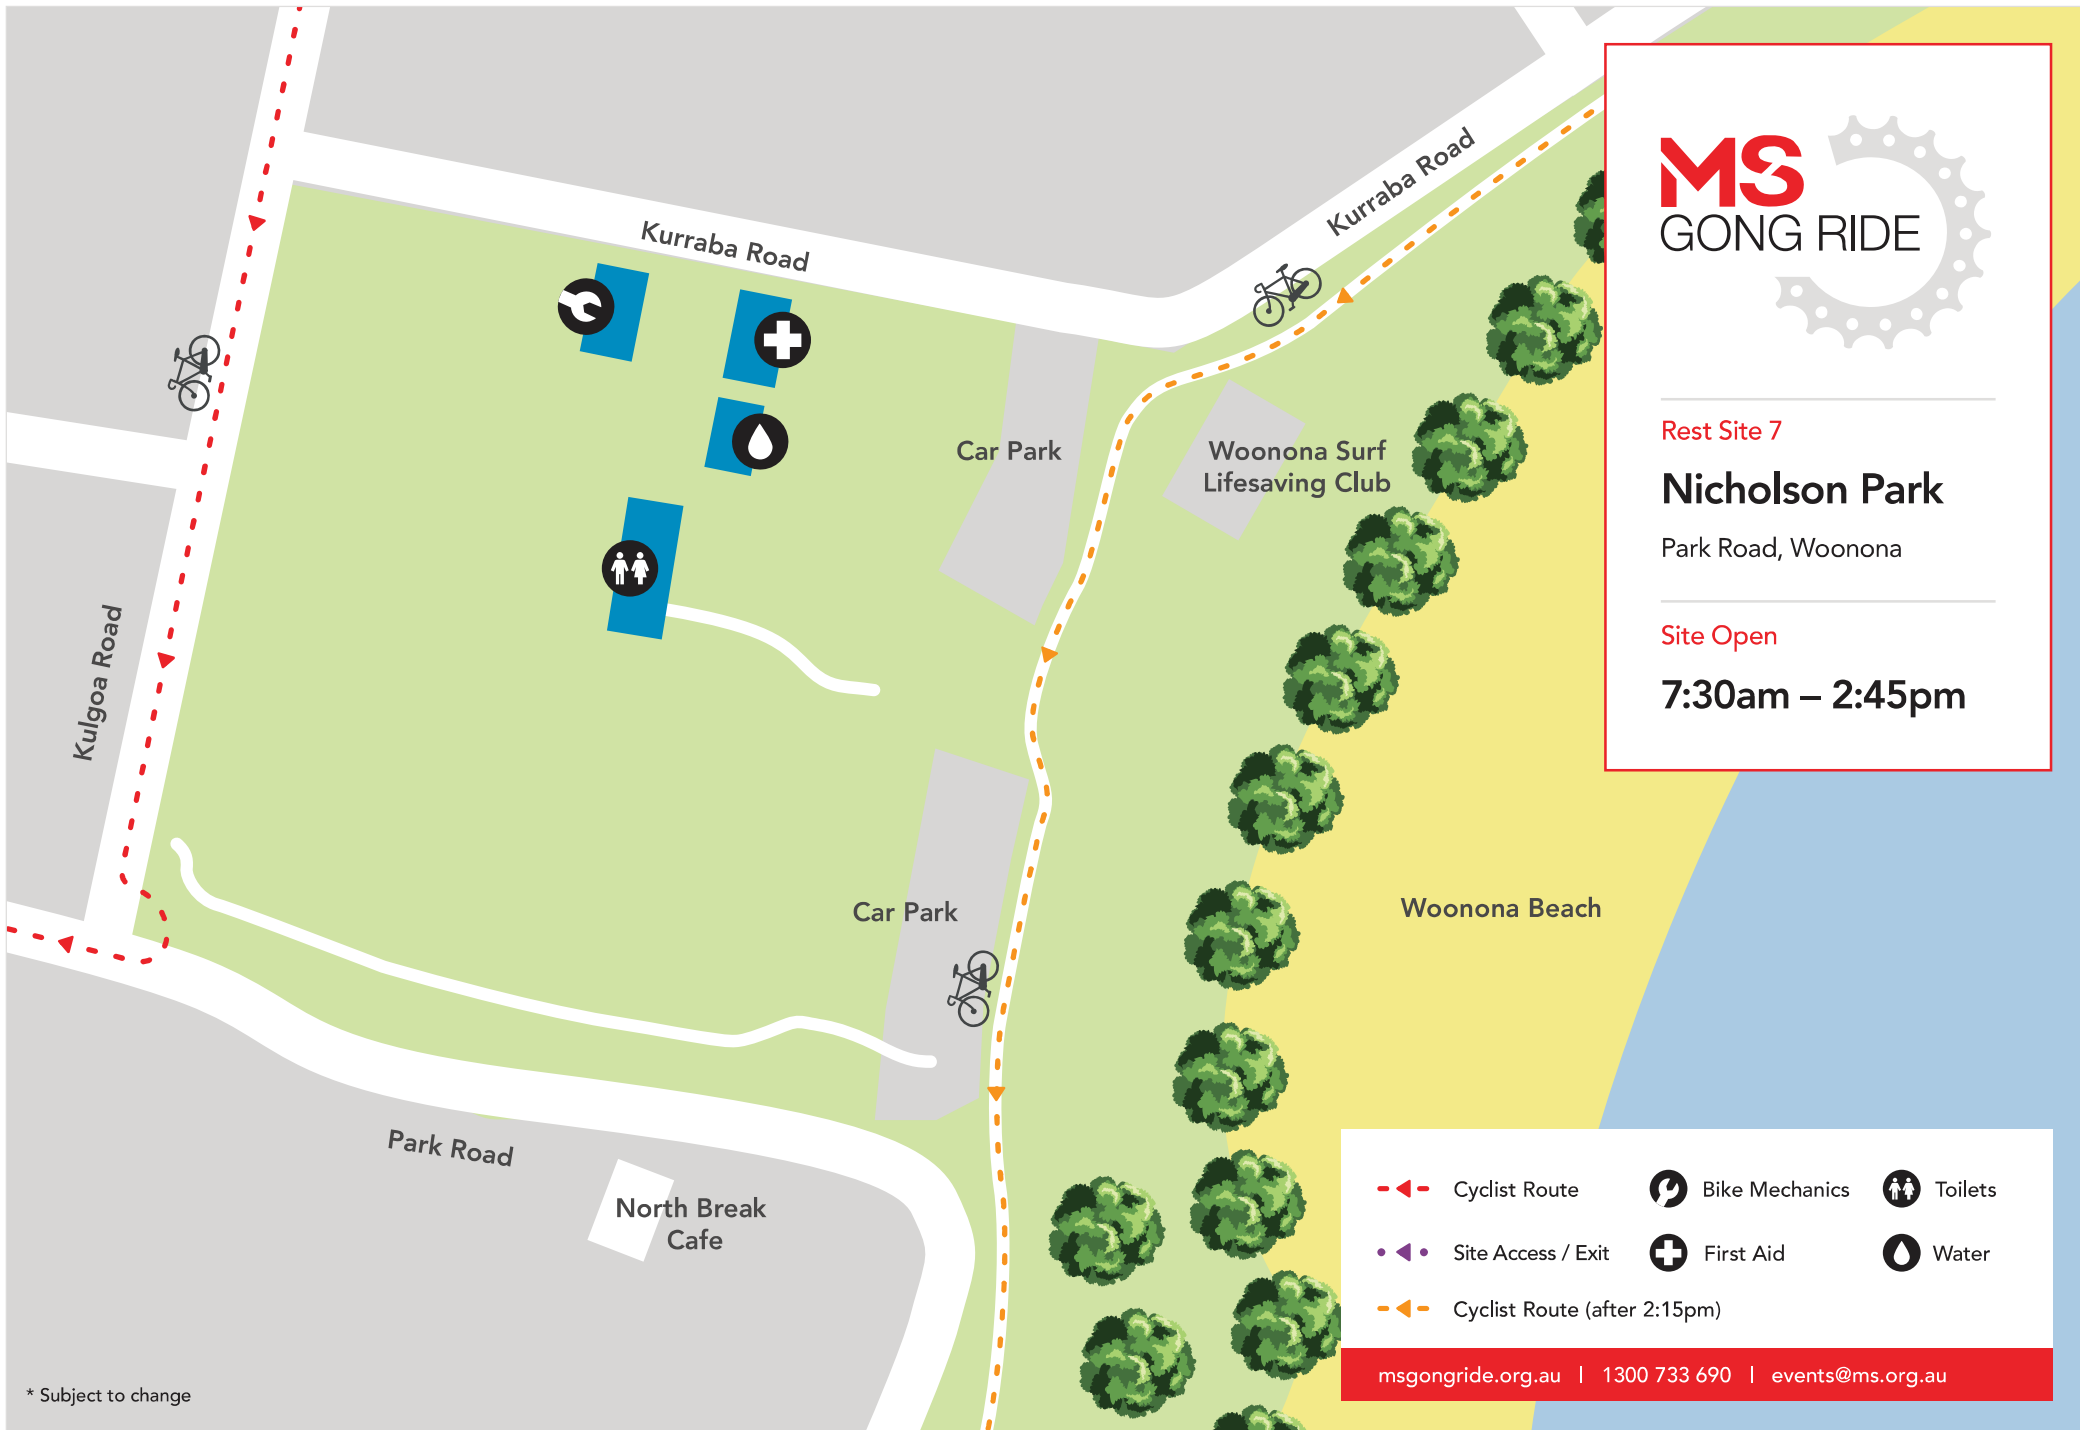 Kurraba Road
Kurraba Road
MS
GONG RIDE
Rest Site 7
Nicholson Park
Park Road, Woonona
Site Open
7:30am – 2:45pm
Car Park
Woonona Surf
Lifesaving Club
Kulgoa Road
Car Park
Woonona Beach
Park Road
North Break
Cafe
Cyclist Route
Bike Mechanics
Toilets
Site Access / Exit
First Aid
Water
Cyclist Route (after 2:15pm)
msgongride.org.au | 1300 733 690 | events@ms.org.au
* Subject to change